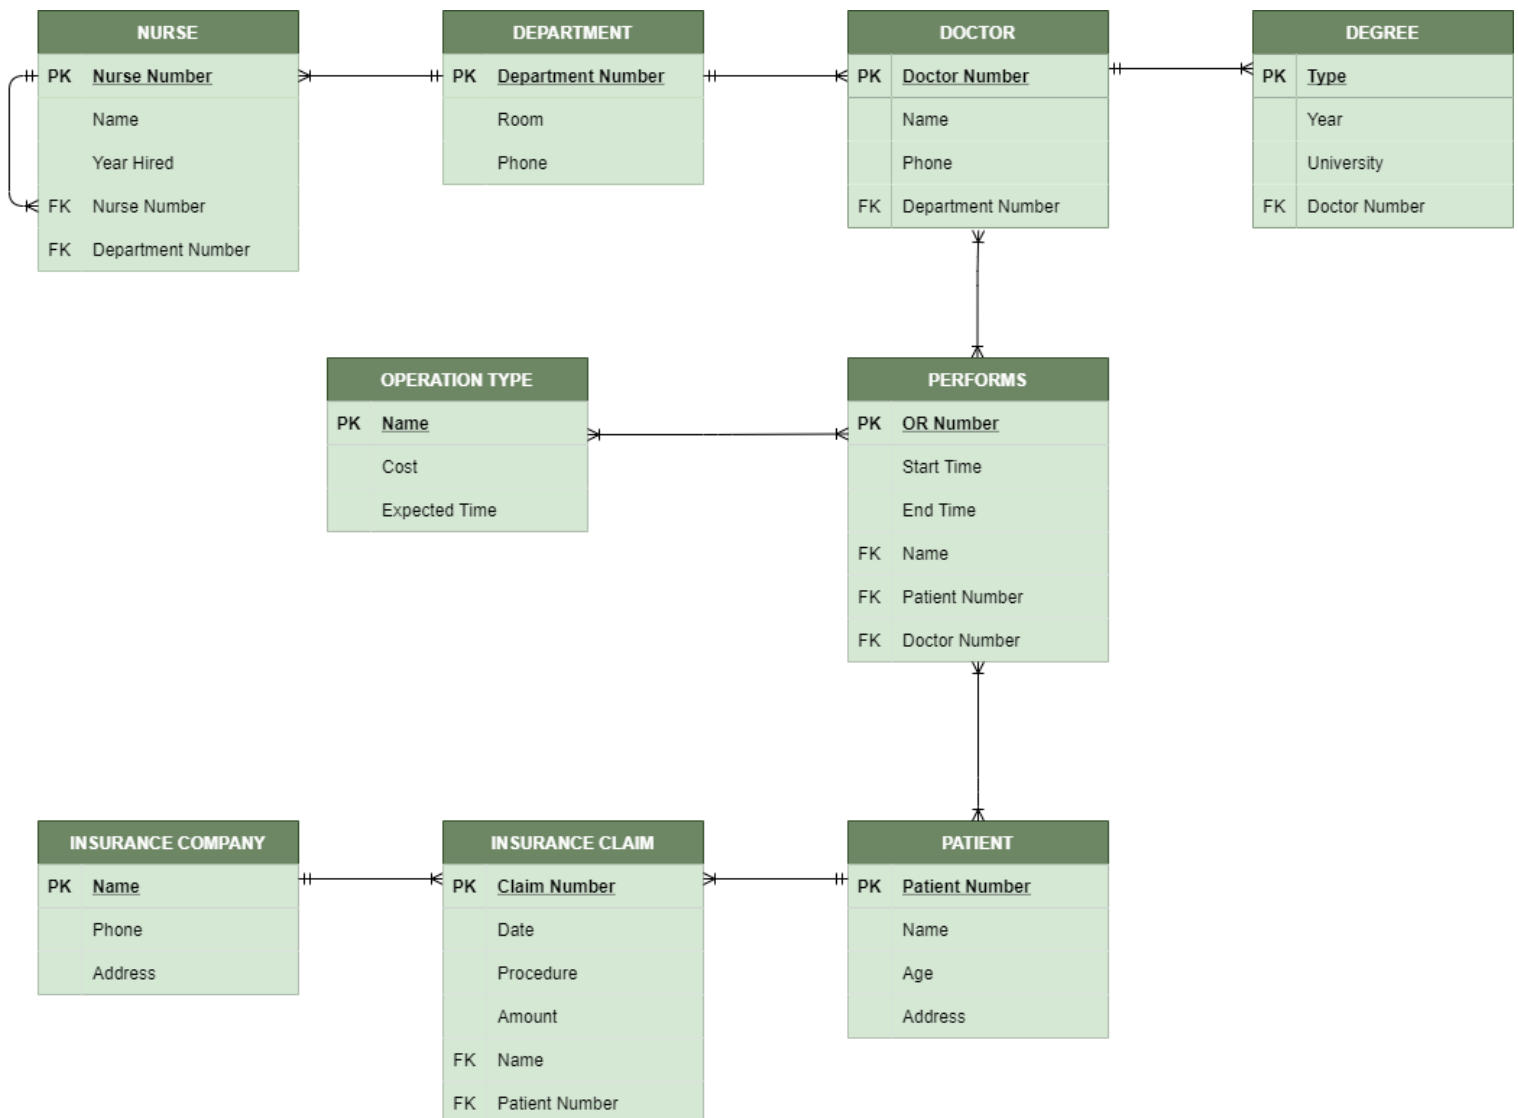 NURSE
PK Nurse Number
Name
Year Hired
FK Nurse Number
FK Department Number
DEPARTMENT
PK Department Number
Room
Phone
DOCTOR
PK Doctor Number
Name
Phone
FK Department Number
DEGREE
PK Type
Year
University
FK Doctor Number
OPERATION TYPE
PK Name
Cost
Expected Time
PERFORMS
PK OR Number
Start Time
End Time
FK Name
FK Patient Number
FK Doctor Number
INSURANCE COMPANY
PK Name
Phone
Address
INSURANCE CLAIM
PK Claim Number
Date
Procedure
Amount
FK Name
FK Patient Number
PATIENT
PK Patient Number
Name
Age
Address